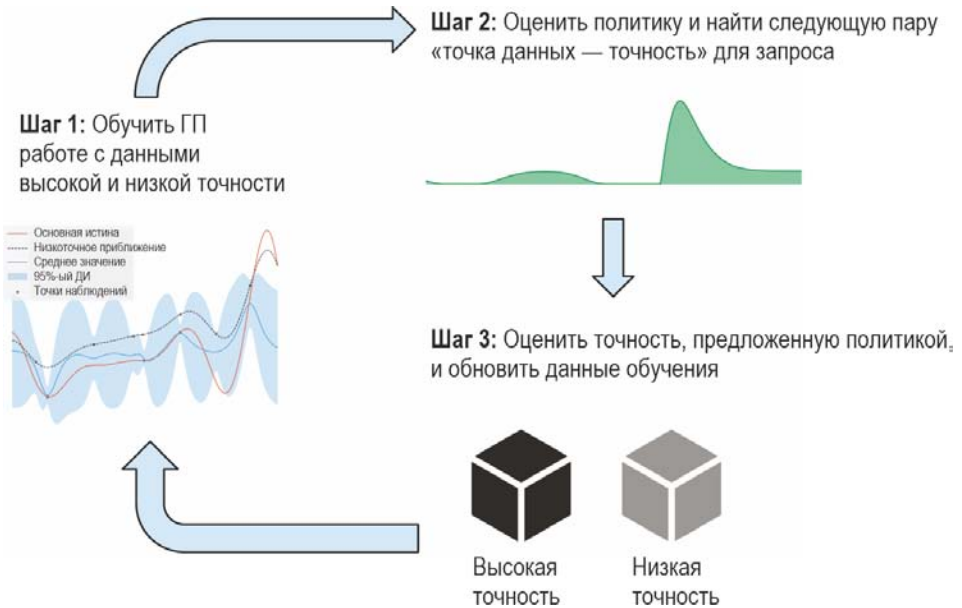 Шаг 1: Обучить ГП
работе с данными
высокой и низкой точности
Основная истина
Низкоточное приближение
Среднее значение
95%-ый ДИ
Точки наблюдений
Шаг 2: Оценить политику и найти следующую пару
«точка данных — точность» для запроса
Шаг 3: Оценить точность, предложенную политикой,
и обновить данные обучения
Высокая
точность
Низкая
точность